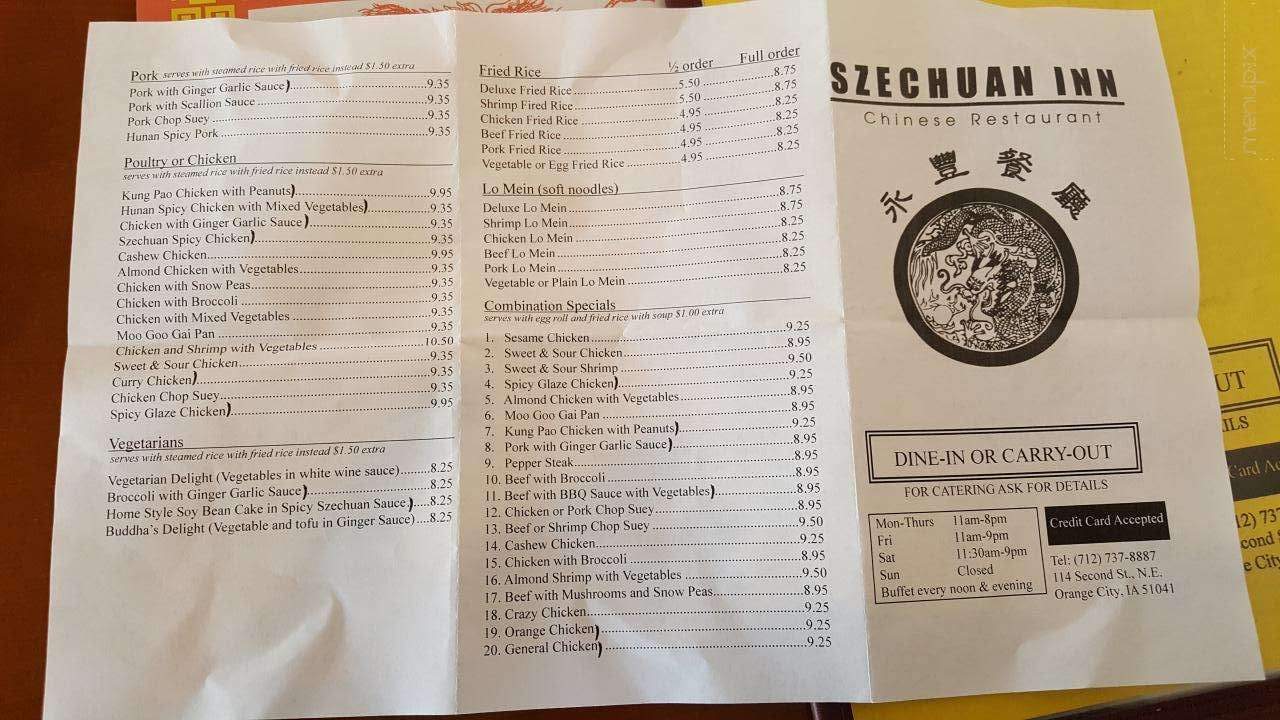 Pork serves with steamed rice with fried rice instead $1.50 extra
Pork with Ginger Garlic Sauce) 9.35
Pork with Scallion Sauce 9.35
Pork Chop Suey 9.35
Hunan Spicy Pork 9.35
Poultry or Chicken
serves with steamed rice with fried rice instead $1.50 extra
Kung Pao Chicken with Peanuts) 9.95
Hunan Spicy Chicken with Mixed Vegetables) 9.35
Chicken with Ginger Garlic Sauce) 9.35
Szechuan Spicy Chicken) 9.35
Cashew Chicken 9.95
Almond Chicken with Vegetables 9.35
Chicken with Snow Peas 9.35
Chicken with Broccoli 9.35
Chicken with Mixed Vegetables 9.35
Moo Goo Gai Pan 9.35
Chicken and Shrimp with Vegetables 10.50
Sweet & Sour Chicken 9.35
Curry Chicken) 9.35
Chicken Chop Suey 9.35
Spicy Glaze Chicken) 9.95
Vegetarians
serves with steamed rice with fried rice instead $1.50 extra
Vegetarian Delight (Vegetables in white wine sauce) 8.25
Broccoli with Ginger Garlic Sauce) 8.25
Home Style Soy Bean Cake in Spicy Szechuan Sauce) 8.25
Buddha's Delight (Vegetable and tofu in Ginger Sauce) 8.25
Fried Rice ½ order Full order
Deluxe Fried Rice 5.50 8.75
Shrimp Fired Rice 5.50 8.75
Chicken Fried Rice 4.95 8.25
Beef Fried Rice 4.95 8.25
Pork Fried Rice 4.95 8.25
Vegetable or Egg Fried Rice 4.95 8.25
Lo Mein (soft noodles)
Deluxe Lo Mein 8.75
Shrimp Lo Mein 8.75
Chicken Lo Mein 8.25
Beef Lo Mein 8.25
Pork Lo Mein 8.25
Vegetable or Plain Lo Mein 8.25
Combination Specials
serves with egg roll and fried rice with soup $1.00 extra
1. Sesame Chicken 9.25
2. Sweet & Sour Chicken 8.95
3. Sweet & Sour Shrimp 9.50
4. Spicy Glaze Chicken) 9.25
5. Almond Chicken with Vegetables 8.95
6. Moo Goo Gai Pan 8.95
7. Kung Pao Chicken with Peanuts) 9.25
8. Pork with Ginger Garlic Sauce) 8.95
9. Pepper Steak 8.95
10. Beef with Broccoli 8.95
11. Beef with BBQ Sauce with Vegetables) 8.95
12. Chicken or Pork Chop Suey 8.95
13. Beef or Shrimp Chop Suey 9.50
14. Cashew Chicken 9.25
15. Chicken with Broccoli 8.95
16. Almond Shrimp with Vegetables 9.50
17. Beef with Mushrooms and Snow Peas 8.95
18. Crazy Chicken 9.25
19. Orange Chicken) 9.25
20. General Chicken) 9.25
SZECHUAN INN
Chinese Restaurant
永豐餐廳
DINE-IN OR CARRY-OUT
FOR CATERING ASK FOR DETAILS
Mon-Thurs 11am-8pm
Fri 11am-9pm
Sat 11:30am-9pm
Sun Closed
Buffet every noon & evening
Credit Card Accepted
Tel: (712) 737-8887
114 Second St., N.E.
Orange City, IA 51041
UT
ILS
Card Ac
12) 737
cond S
e City